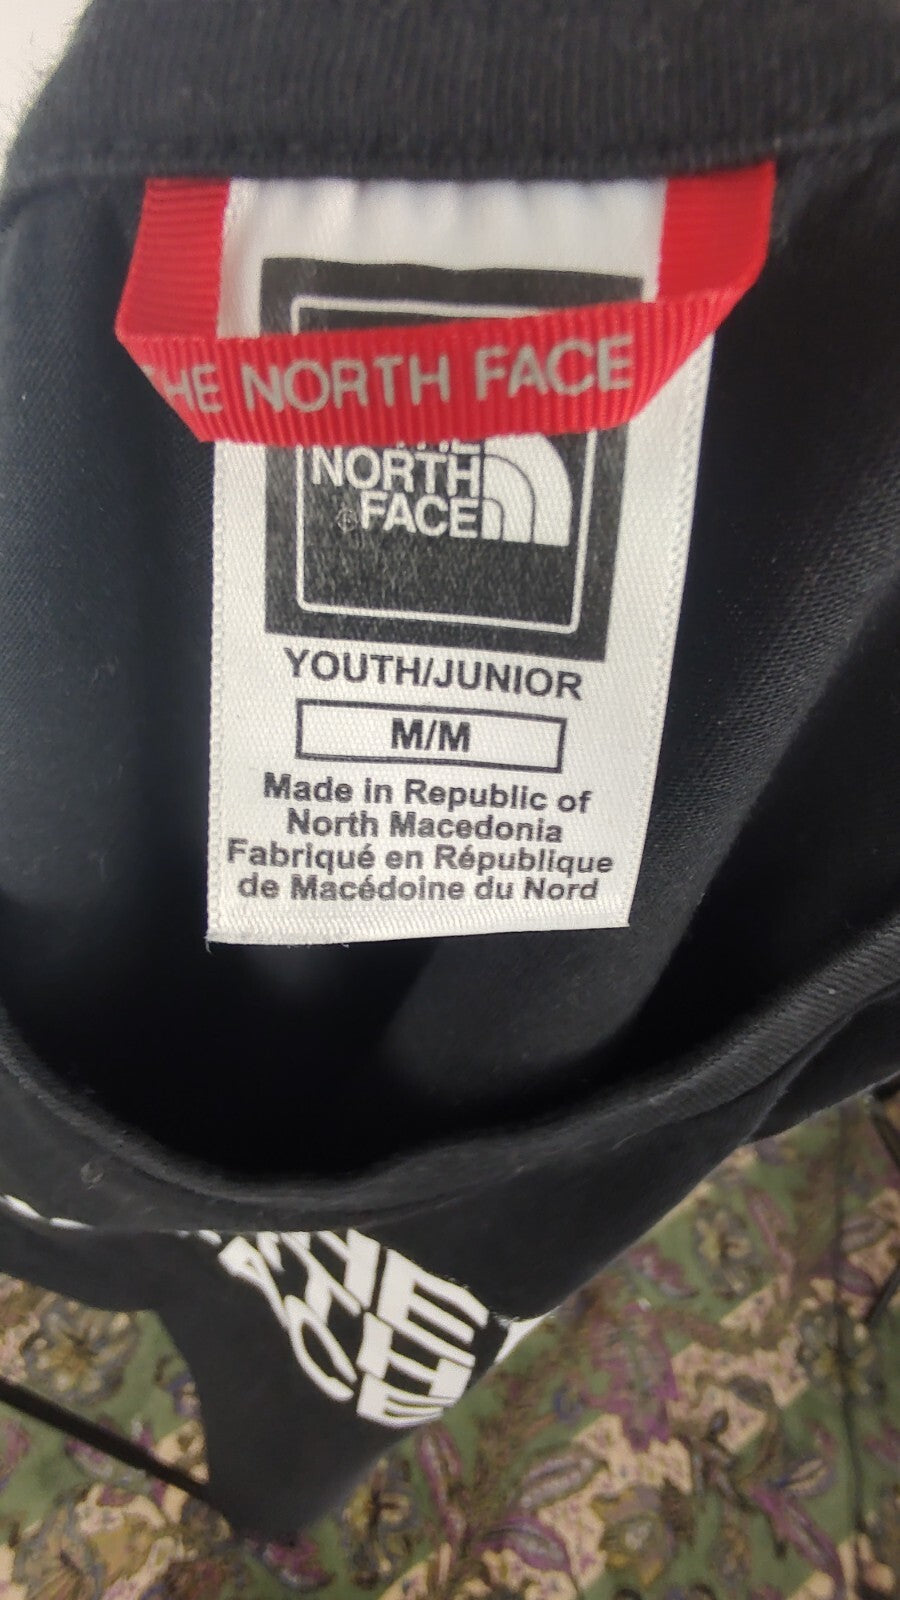 THE NORTH FACE
THE
NORTH
FACE
YOUTH/JUNIOR
M/M
Made in Republic of
North Macedonia
Fabriqué en République
de Macédoine du Nord